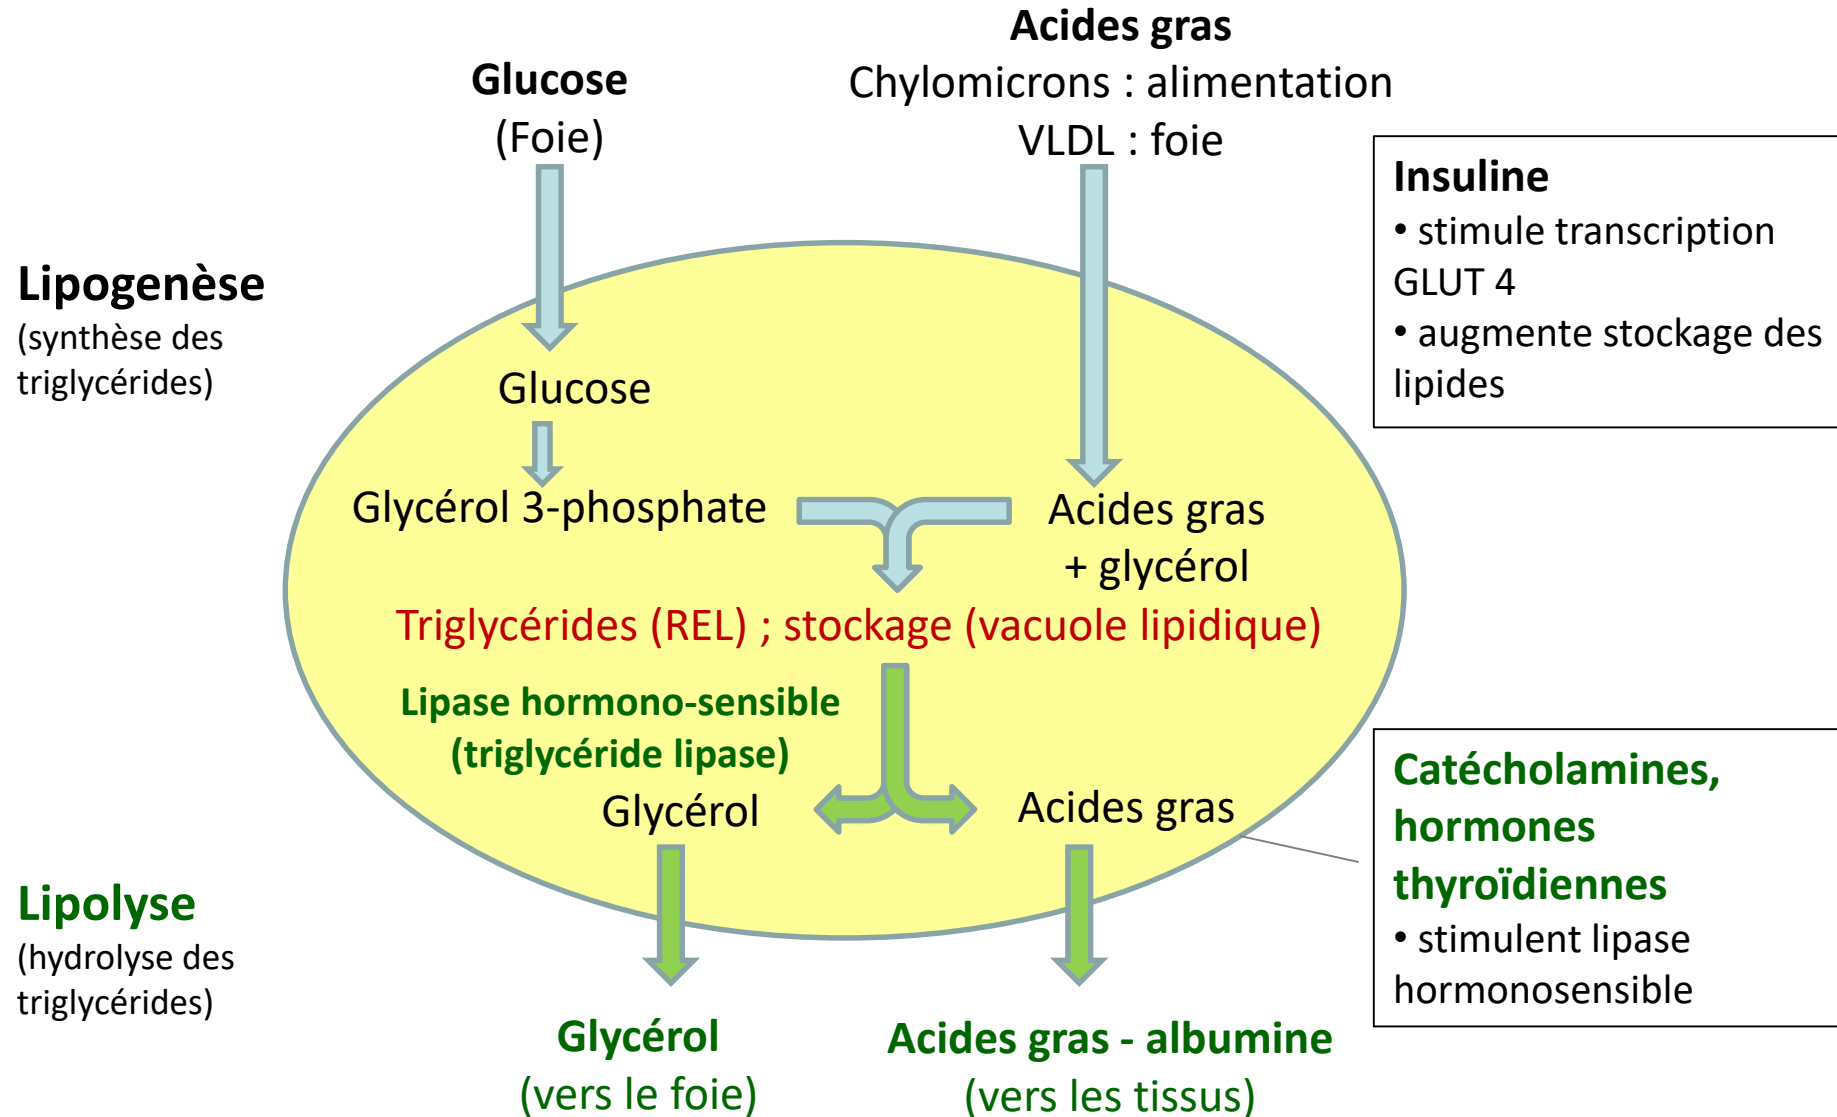 Acides gras
Chylomicrons : alimentation
VLDL : foie
Glucose
(Foie)
Insuline
• stimule transcription
GLUT 4
• augmente stockage des
lipides
Lipogenèse
(synthèse des
triglycérides)
Glucose
Glycérol 3-phosphate
Acides gras
+ glycérol
Triglycérides (REL) ; stockage (vacuole lipidique)
Lipase hormono-sensible
(triglycéride lipase)
Glycérol
Acides gras
Catécholamines,
hormones
thyroïdiennes
• stimulent lipase
hormonosensible
Lipolyse
(hydrolyse des
triglycérides)
Glycérol
(vers le foie)
Acides gras - albumine
(vers les tissus)